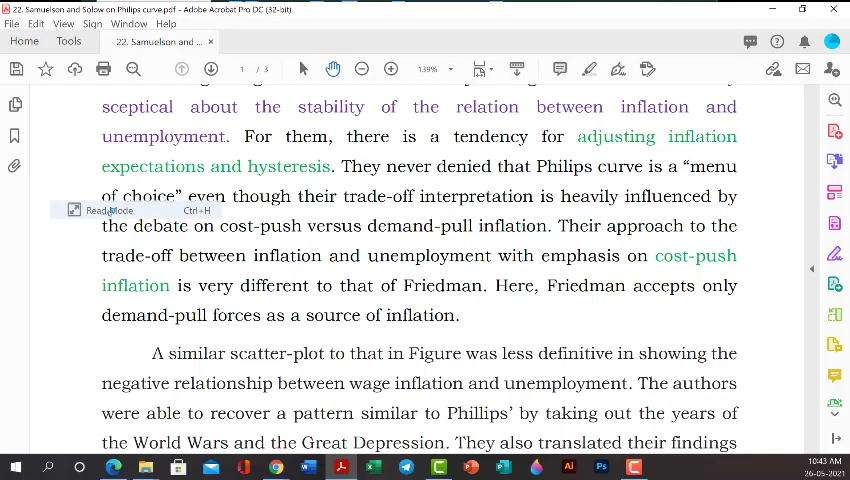 22. Samuelson and Solow on Philips curve.pdf - Adobe Acrobat Pro DC (32-bit)
File Edit View Sign Window Help
Home Tools 22. Samuelson and ... ×
1 / 3 139%
sceptical about the stability of the relation between inflation and
unemployment. For them, there is a tendency for adjusting inflation
expectations and hysteresis. They never denied that Philips curve is a “menu
of choice” even though their trade-off interpretation is heavily influenced by
Read Mode Ctrl+H
the debate on cost-push versus demand-pull inflation. Their approach to the
trade-off between inflation and unemployment with emphasis on cost-push
inflation is very different to that of Friedman. Here, Friedman accepts only
demand-pull forces as a source of inflation.
A similar scatter-plot to that in Figure was less definitive in showing the
negative relationship between wage inflation and unemployment. The authors
were able to recover a pattern similar to Phillips’ by taking out the years of
the World Wars and the Great Depression. They also translated their findings
10:43 AM
26-05-2021